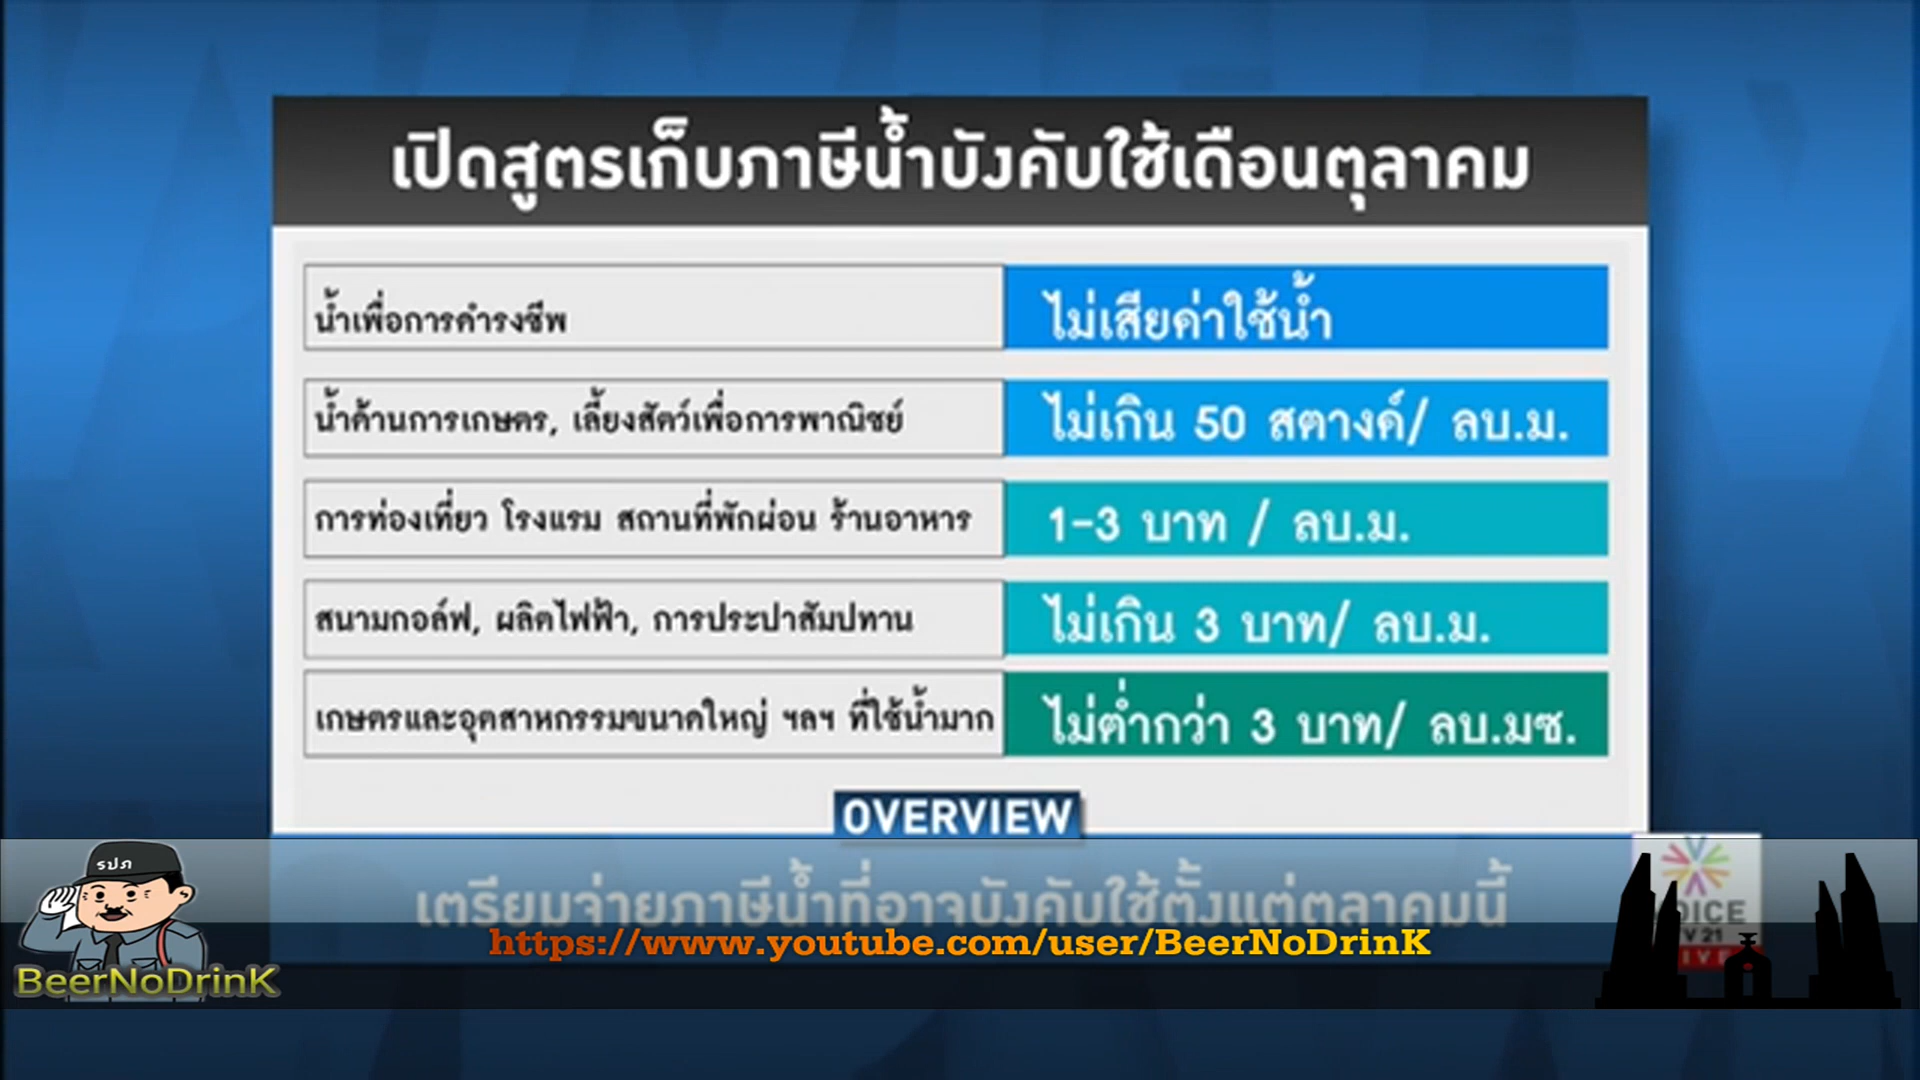 เปิดสูตรเก็บภาษีน้ำบังคับใช้เดือนตุลาคม
น้ำเพื่อการดำรงชีพ ไม่เสียค่าใช้น้ำ
น้ำด้านการเกษตร, เลี้ยงสัตว์เพื่อการพาณิชย์ ไม่เกิน 50 สตางค์/ ลบ.ม.
การท่องเที่ยว โรงแรม สถานที่พักผ่อน ร้านอาหาร 1-3 บาท / ลบ.ม.
สนามกอล์ฟ, ผลิตไฟฟ้า, การประปาสัมปทาน ไม่เกิน 3 บาท/ ลบ.ม.
เกษตรและอุตสาหกรรมขนาดใหญ่ ฯลฯ ที่ใช้น้ำมาก ไม่ต่ำกว่า 3 บาท/ ลบ.มซ.
OVERVIEW
รปภ
เตรียมจ่ายภาษีน้ำที่อาจบังคับใช้ตั้งแต่ตุลาคมนี้
https://www.youtube.com/user/BeerNoDrinK
BeerNoDrinK